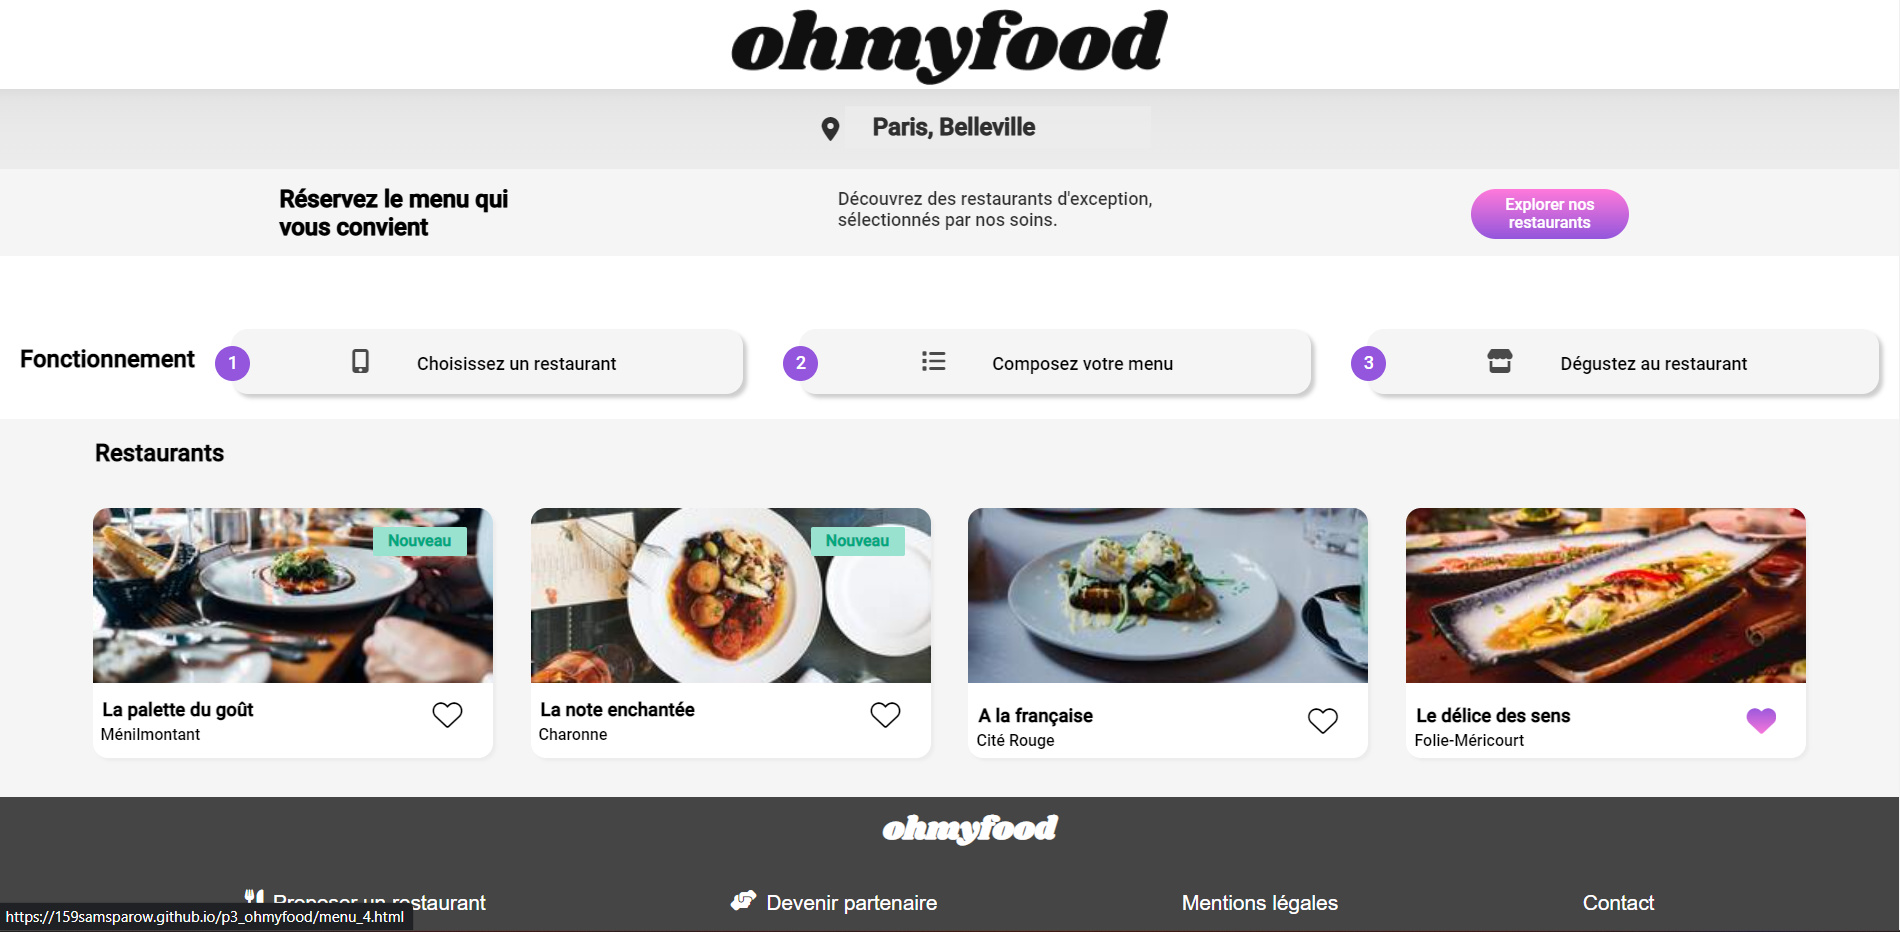 ohmyfood
Paris, Belleville
Réservez le menu qui
vous convient
Découvrez des restaurants d'exception,
sélectionnés par nos soins.
Explorer nos
restaurants
Fonctionnement
1
Choisissez un restaurant
2
Composez votre menu
3
Dégustez au restaurant
Restaurants
Nouveau
Nouveau
La palette du goût
Ménilmontant
La note enchantée
Charonne
A la française
Cité Rouge
Le délice des sens
Folie-Méricourt
ohmyfood
Proposer un restaurant
Devenir partenaire
Mentions légales
Contact
https://159samsparow.github.io/p3_ohmyfood/menu_4.html